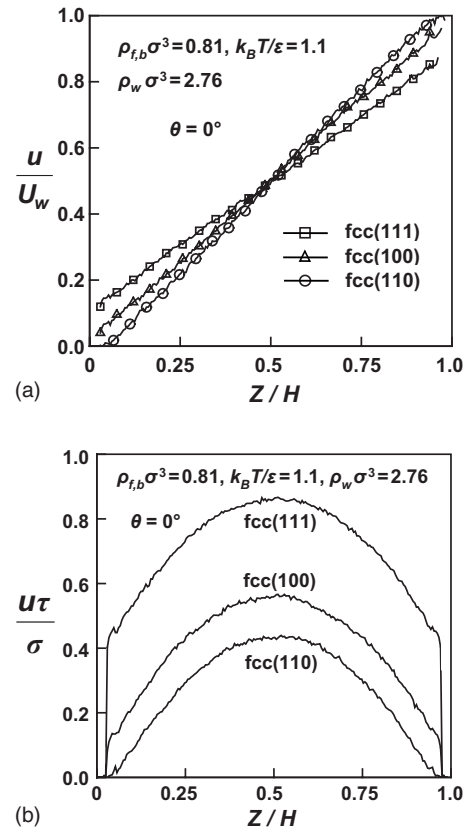 1.0
ρf,bσ³=0.81, kBT/ε=1.1
ρwσ³=2.76
0.8
θ=0°
0.6
u
Uw
0.4
fcc(111)
fcc(100)
0.2
fcc(110)
0.0
0 0.25 0.5 0.75 1.0
Z/H
(a)
1.0
ρf,bσ³=0.81, kBT/ε=1.1, ρwσ³=2.76
θ=0°
0.8
fcc(111)
0.6
fcc(100)
uτ
σ
0.4
fcc(110)
0.2
0.0
0 0.25 0.5 0.75 1.0
Z/H
(b)